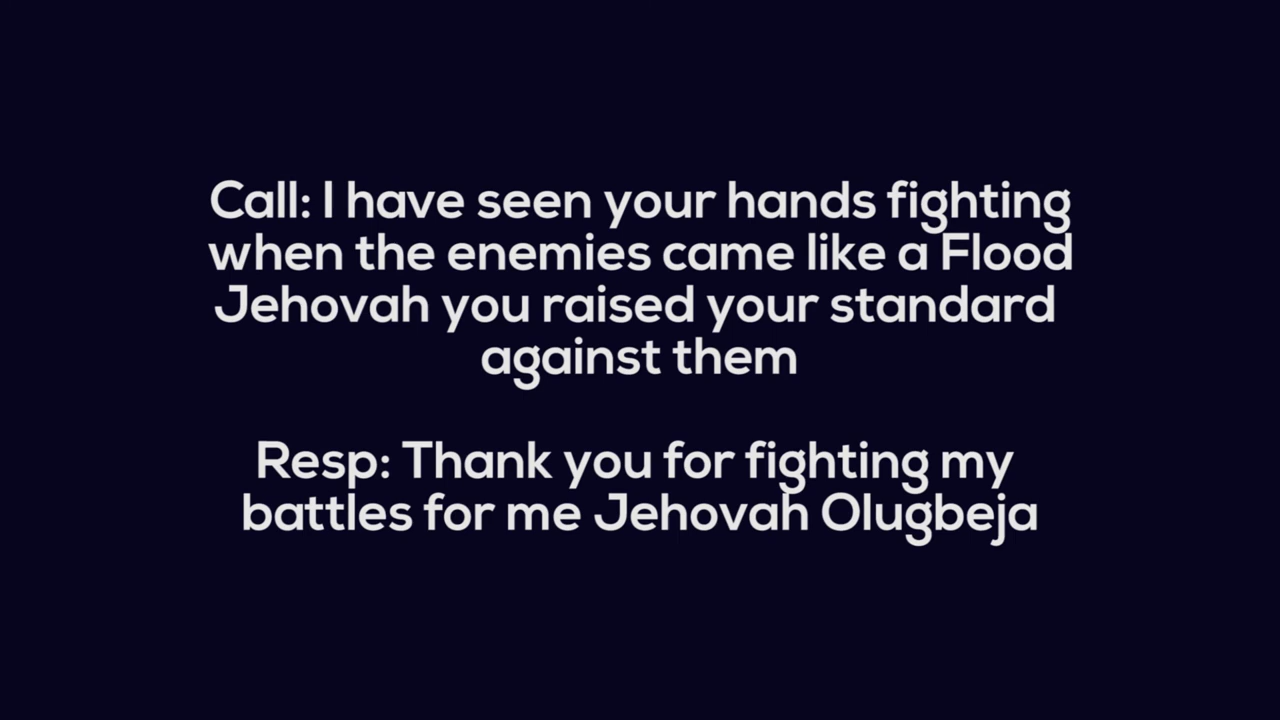 Call: I have seen your hands fighting
when the enemies came like a Flood
Jehovah you raised your standard
against them
Resp: Thank you for fighting my
battles for me Jehovah Olugbeja